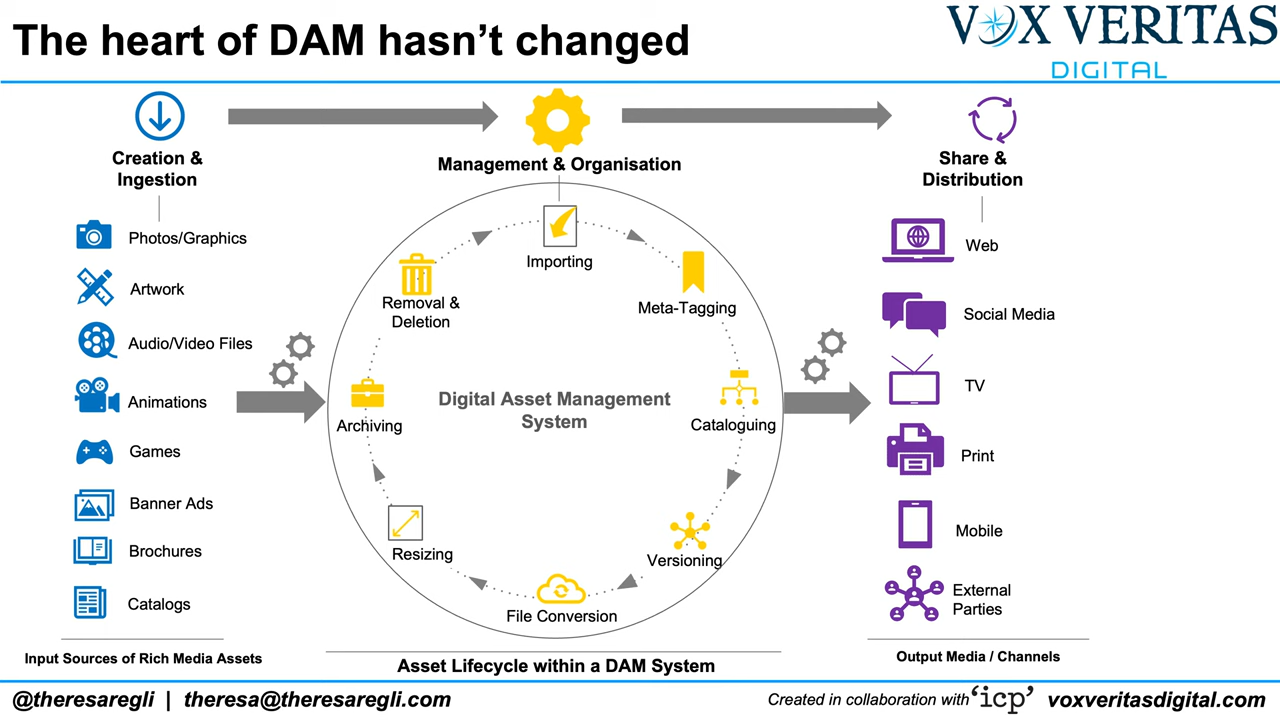 The heart of DAM hasn’t changed
VOX VERITAS
DIGITAL
Creation &
Ingestion
Management & Organisation
Share &
Distribution
Photos/Graphics
Artwork
Audio/Video Files
Animations
Games
Banner Ads
Brochures
Catalogs
Input Sources of Rich Media Assets
Importing
Meta-Tagging
Cataloguing
Versioning
File Conversion
Resizing
Archiving
Removal &
Deletion
Digital Asset Management
System
Asset Lifecycle within a DAM System
Web
Social Media
TV
Print
Mobile
External
Parties
Output Media / Channels
@theresaregli | theresa@theresaregli.com
Created in collaboration with ‘icp’ voxveritasdigital.com